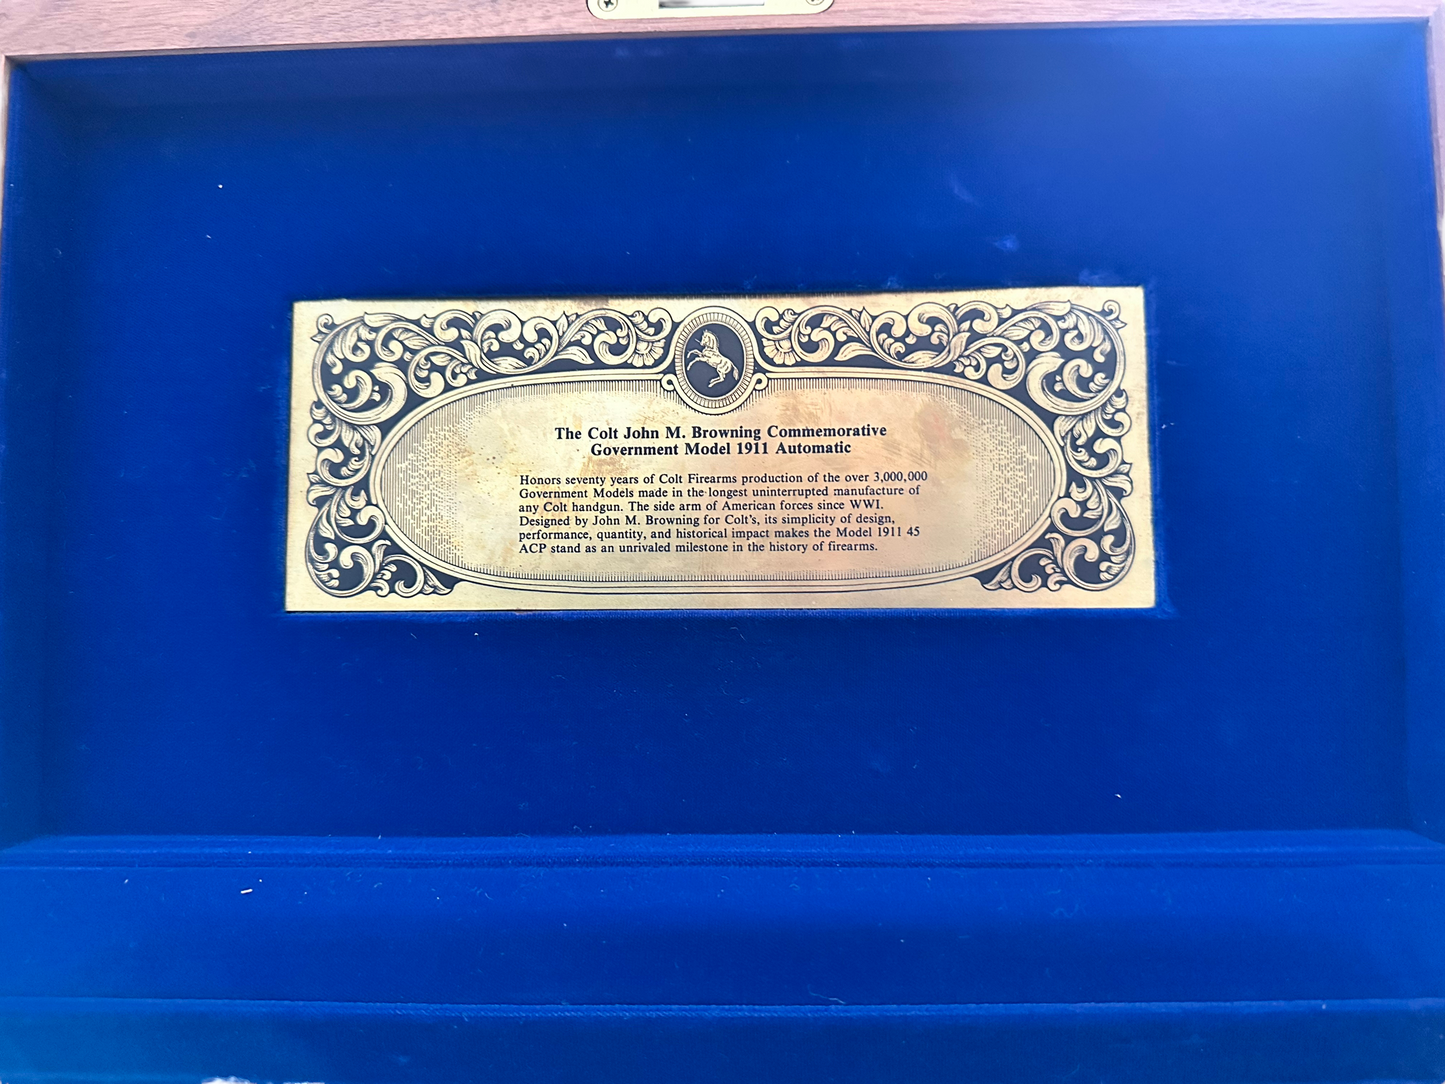 The Colt John M. Browning Commemorative
Government Model 1911 Automatic
Honors seventy years of Colt Firearms production of the over 3,000,000
Government Models made in the longest uninterrupted manufacture of
any Colt handgun. The side arm of American forces since WWI.
Designed by John M. Browning for Colt's, its simplicity of design,
performance, quantity, and historical impact makes the Model 1911 45
ACP stand as an unrivaled milestone in the history of firearms.